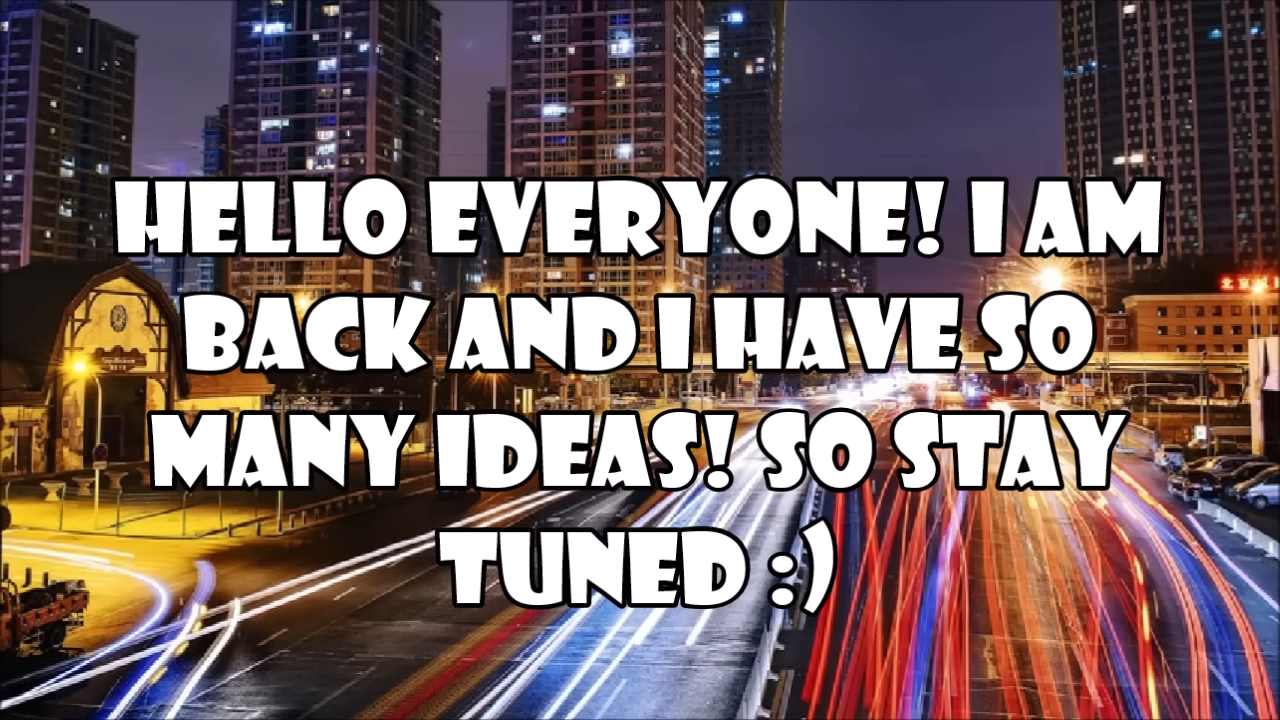 HELLO EVERYONE! I AM
BACK AND I HAVE SO
MANY IDEAS! SO STAY
TUNED :)